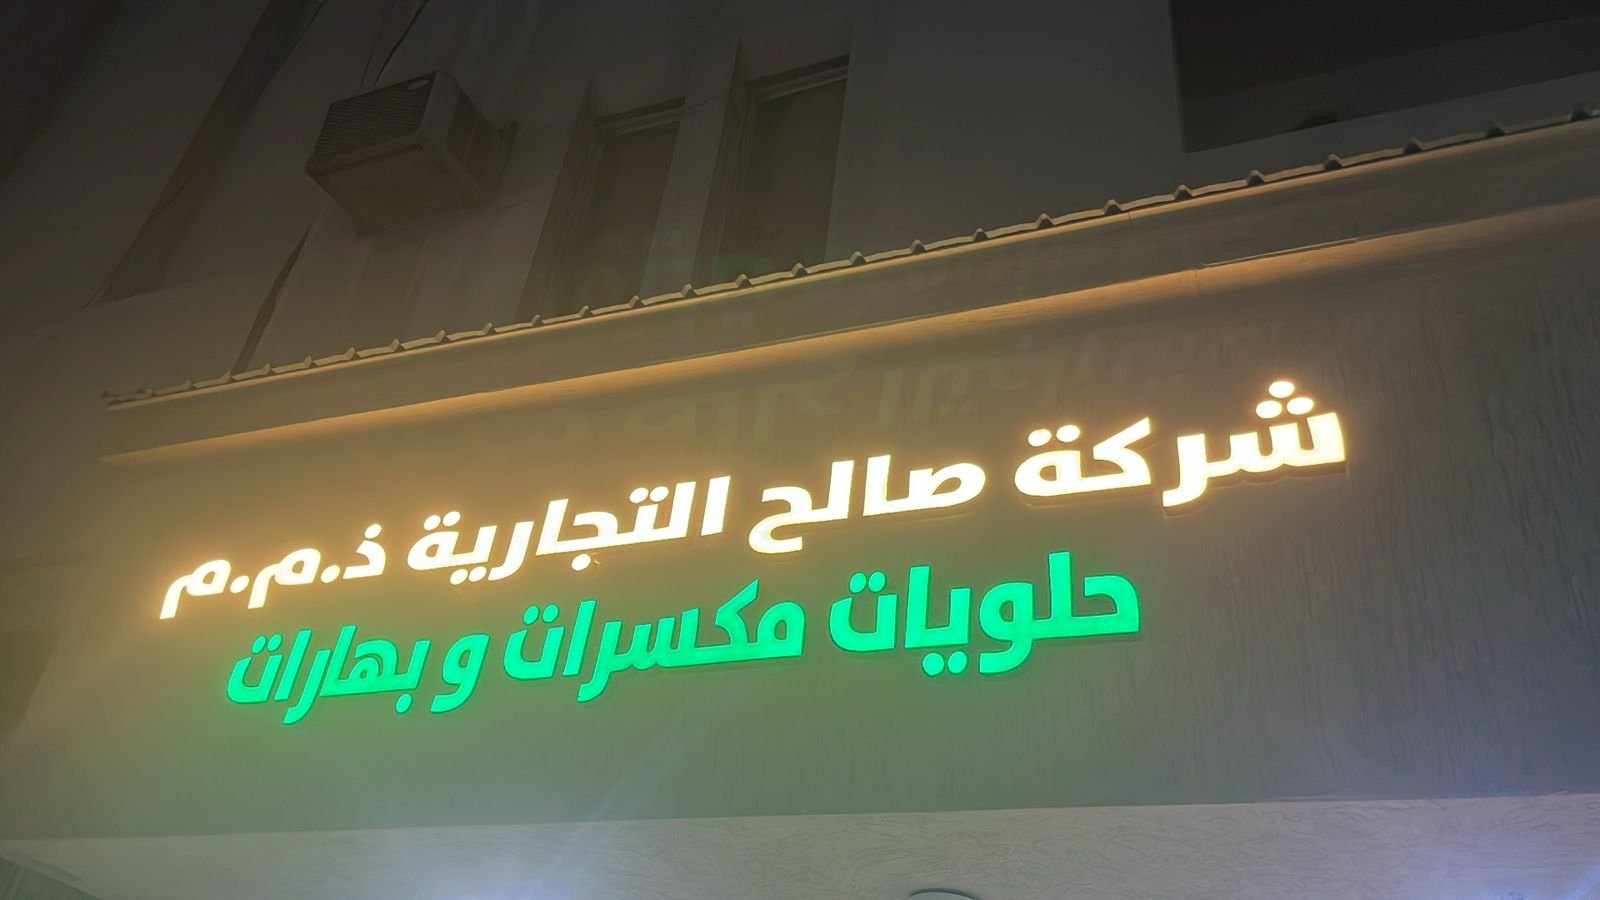 شركة صالح التجارية ذ.م.م
حلويات مكسرات و بهارات